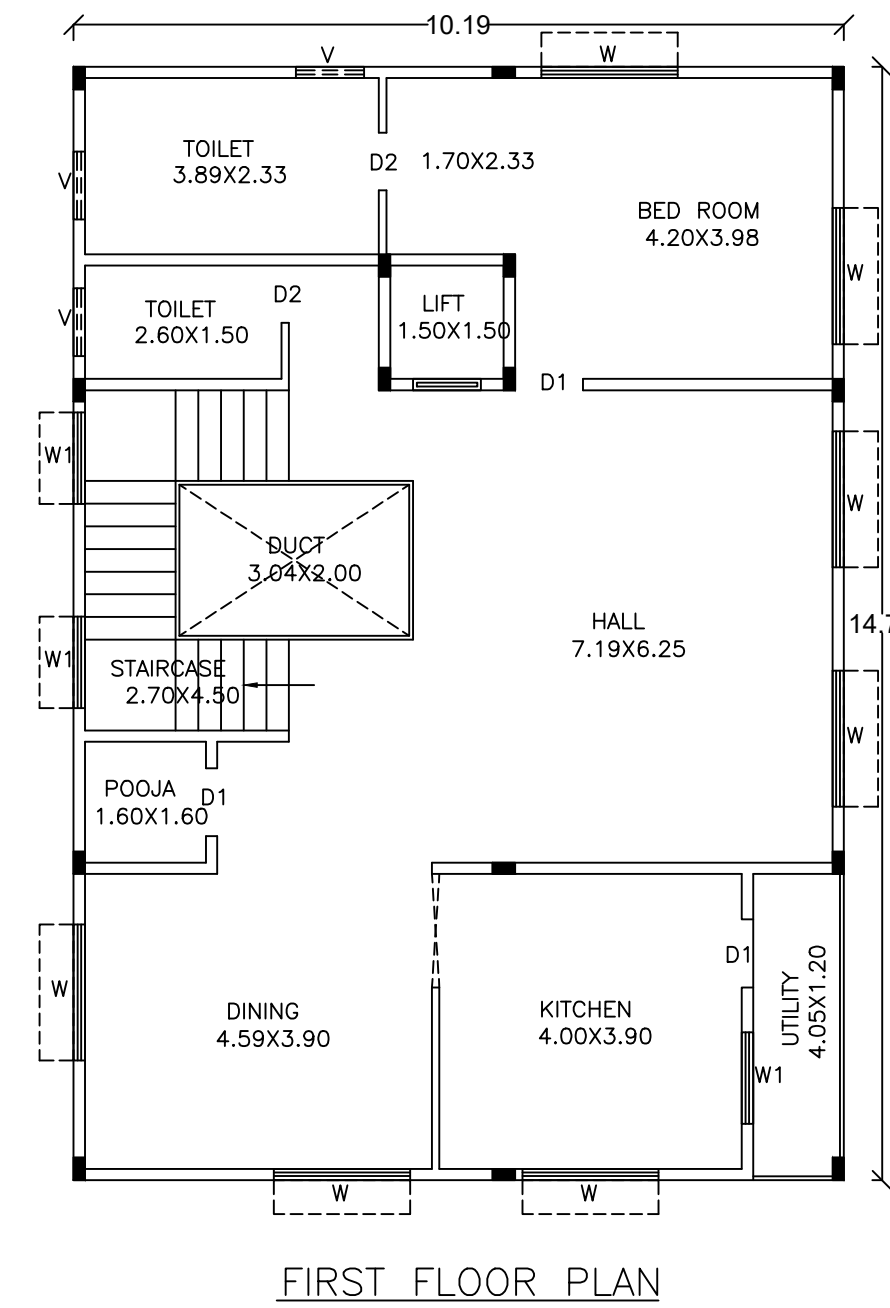 10.19
V
W
TOILET
3.89X2.33
D2
1.70X2.33
V
BED ROOM
4.20X3.98
W
TOILET
2.60X1.50
D2
V
LIFT
1.50X1.50
D1
W1
W
DUCT
3.04X2.00
HALL
7.19X6.25
14.7
W1
STAIRCASE
2.70X4.50
W
POOJA
1.60X1.60
D1
D1
W
DINING
4.59X3.90
KITCHEN
4.00X3.90
UTILITY
4.05X1.20
W1
W
W
FIRST FLOOR PLAN